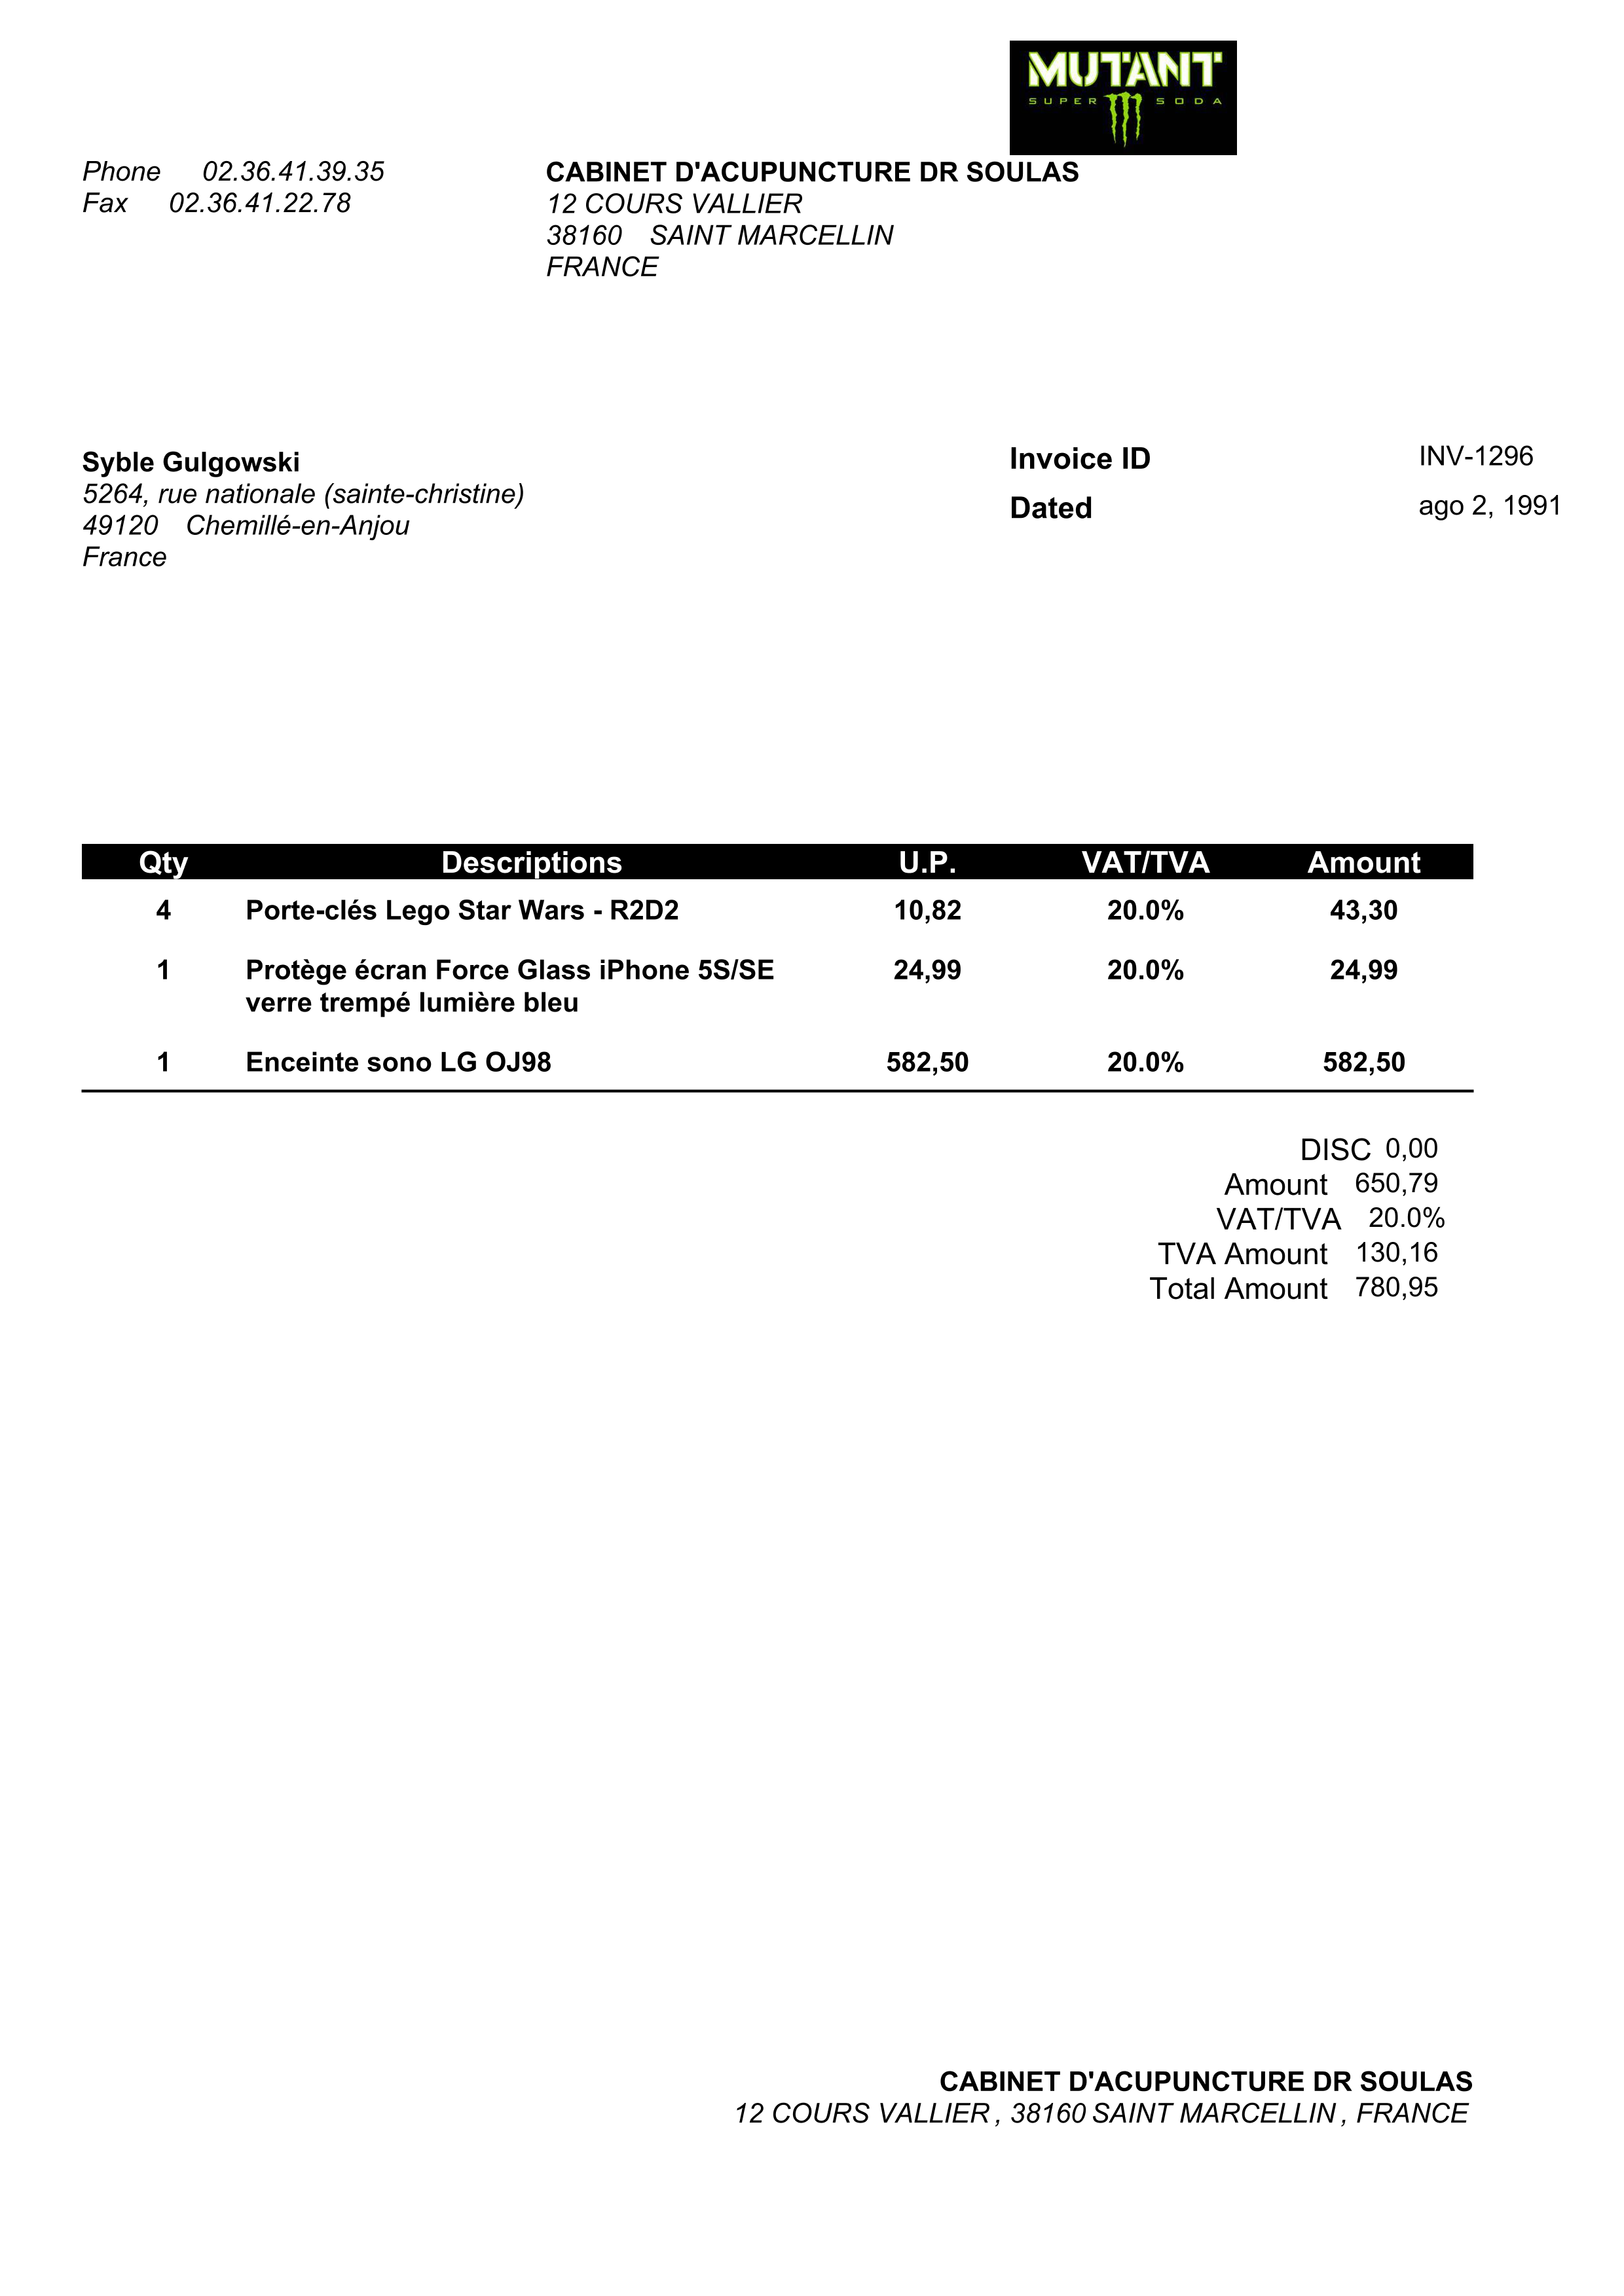 MUTANT
SUPER SODA
Phone 02.36.41.39.35
Fax 02.36.41.22.78
CABINET D'ACUPUNCTURE DR SOULAS
12 COURS VALLIER
38160 SAINT MARCELLIN
FRANCE
Syble Gulgowski
5264, rue nationale (sainte-christine)
49120 Chemillé-en-Anjou
France
Invoice ID INV-1296
Dated ago 2, 1991
Qty Descriptions U.P. VAT/TVA Amount
4 Porte-clés Lego Star Wars - R2D2 10,82 20.0% 43,30
1 Protège écran Force Glass iPhone 5S/SE 24,99 20.0% 24,99
verre trempé lumière bleu
1 Enceinte sono LG OJ98 582,50 20.0% 582,50
DISC 0,00
Amount 650,79
VAT/TVA 20.0%
TVA Amount 130,16
Total Amount 780,95
CABINET D'ACUPUNCTURE DR SOULAS
12 COURS VALLIER , 38160 SAINT MARCELLIN , FRANCE